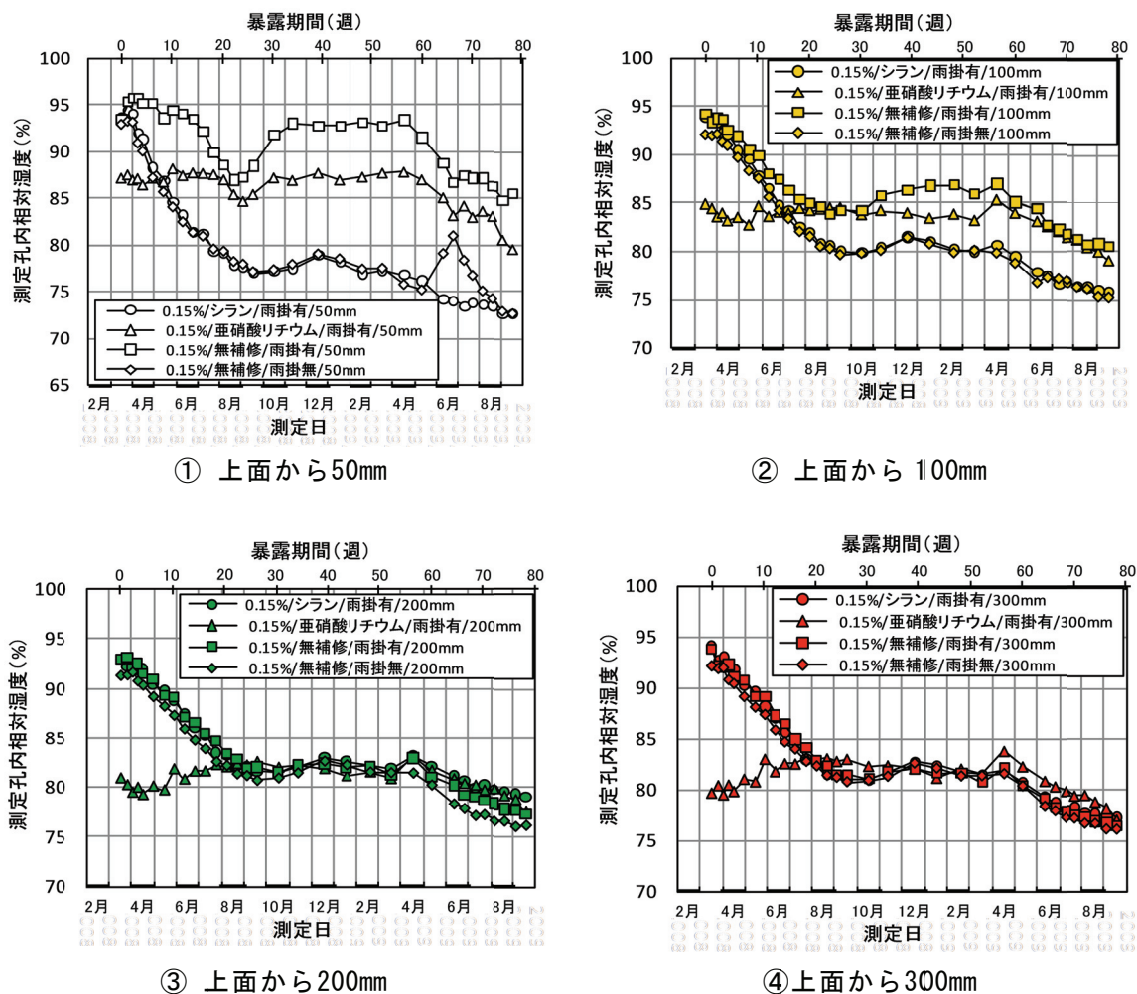 暴露期間(週)
0 10 20 30 40 50 60 70 80
100
95
90
85
80
75
70
65
測定孔内相対湿度(%)
0.15%/シラン/雨掛有/50mm
0.15%/亜硝酸リチウム/雨掛有/50mm
0.15%/無補修/雨掛有/50mm
0.15%/無補修/雨掛無/50mm
2月 4月 6月 8月 10月 12月 2月 4月 6月 8月
測定日
① 上面から50mm
暴露期間(週)
0 10 20 30 40 50 60 70 80
100
95
90
85
80
75
70
測定孔内相対湿度(%)
0.15%/シラン/雨掛有/100mm
0.15%/亜硝酸リチウム/雨掛有/100mm
0.15%/無補修/雨掛有/100mm
0.15%/無補修/雨掛無/100mm
2月 4月 6月 8月 10月 12月 2月 4月 6月 8月
測定日
② 上面から 100mm
暴露期間(週)
0 10 20 30 40 50 60 70 80
100
95
90
85
80
75
70
測定孔内相対湿度(%)
0.15%/シラン/雨掛有/200mm
0.15%/亜硝酸リチウム/雨掛有/200mm
0.15%/無補修/雨掛有/200mm
0.15%/無補修/雨掛無/200mm
2月 4月 6月 8月 10月 12月 2月 4月 6月
測定日
③ 上面から200mm
暴露期間(週)
0 10 20 30 40 50 60 70 80
100
95
90
85
80
75
70
測定孔内相対湿度(%)
0.15%/シラン/雨掛有/300mm
0.15%/亜硝酸リチウム/雨掛有/300mm
0.15%/無補修/雨掛有/300mm
0.15%/無補修/雨掛無/300mm
2月 4月 6月 8月 10月 12月 2月 4月 6月 8月
測定日
④上面から300mm